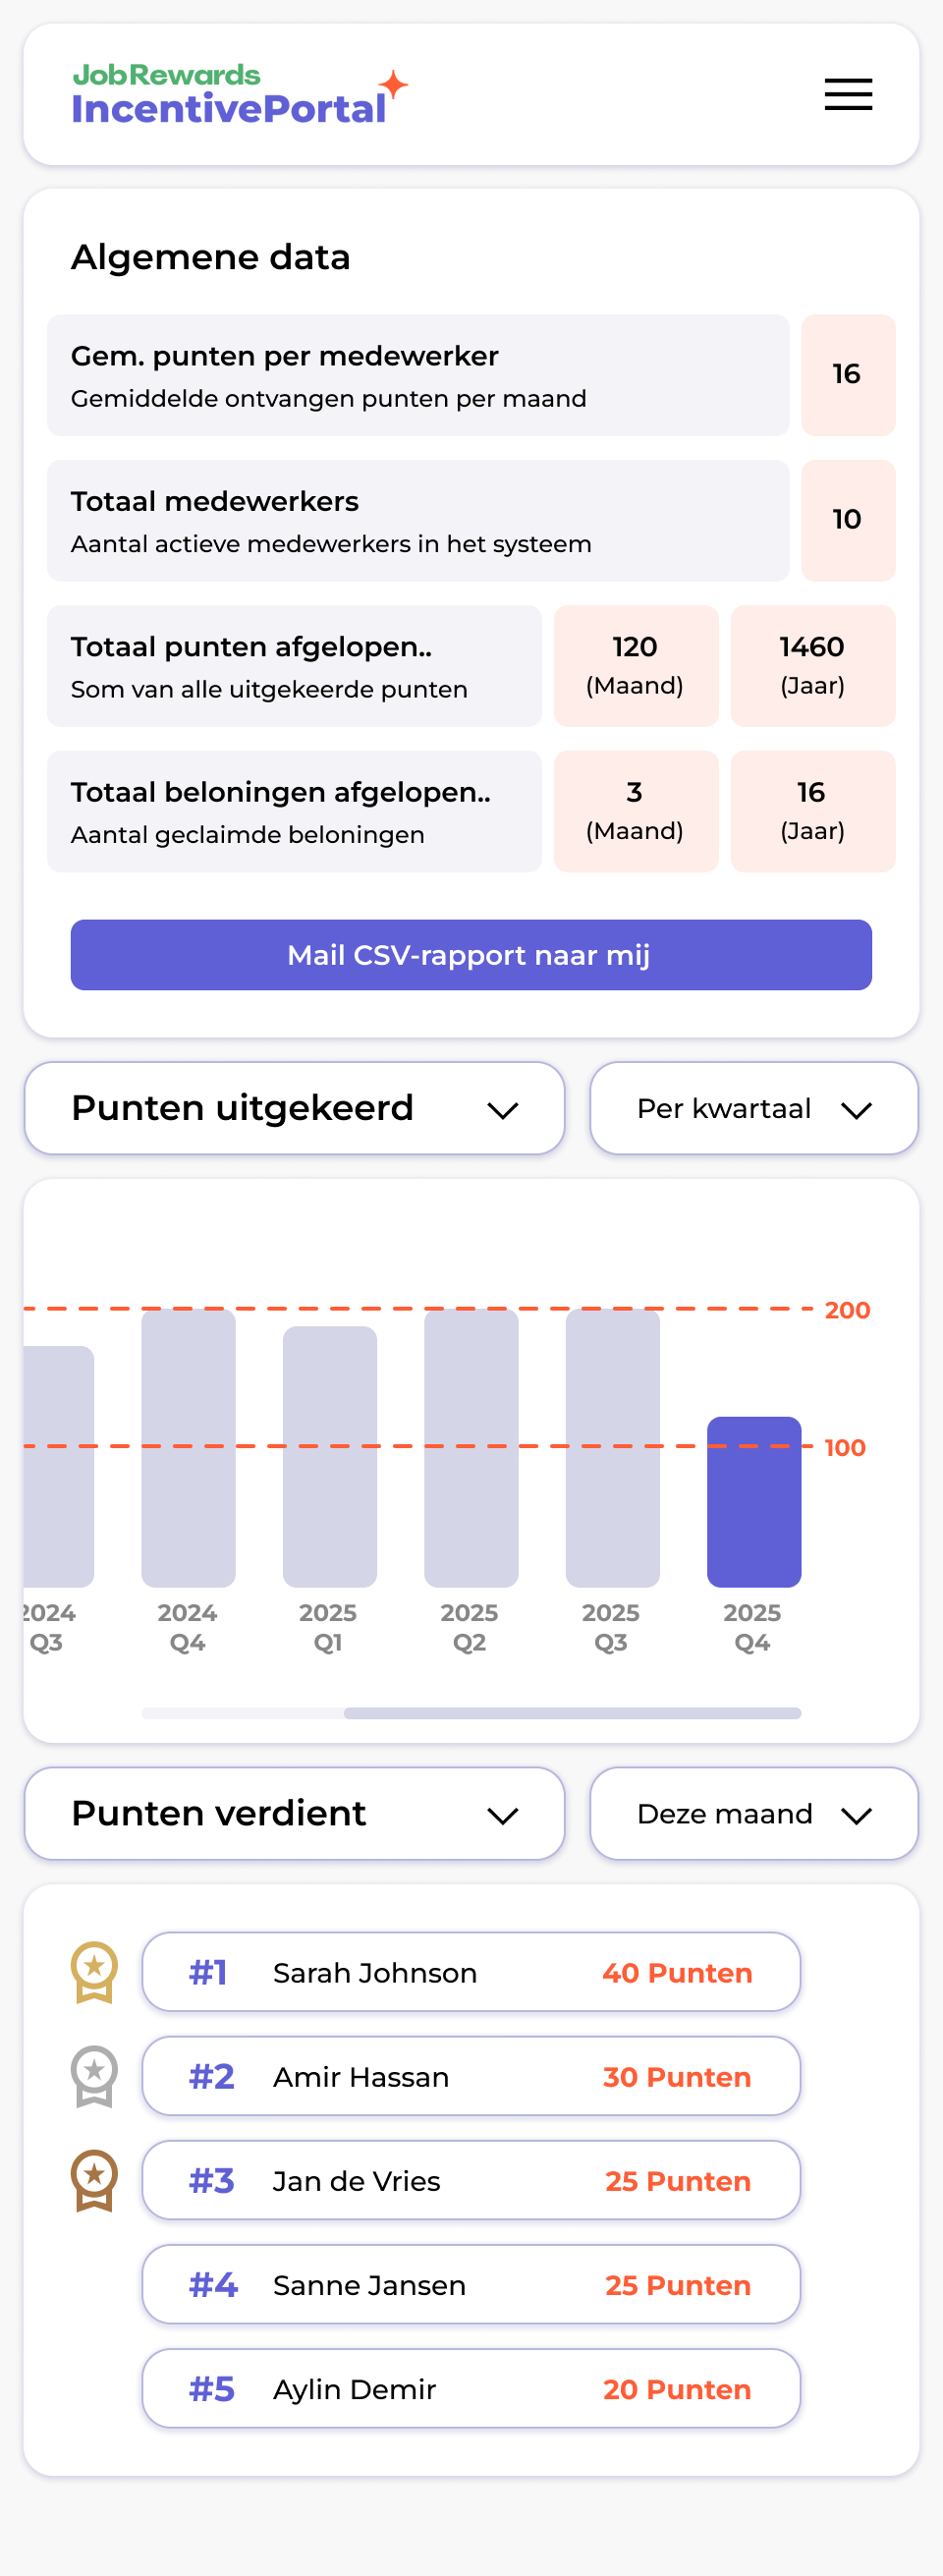 JobRewards
IncentivePortal
Algemene data
Gem. punten per medewerker
Gemiddelde ontvangen punten per maand
16
Totaal medewerkers
Aantal actieve medewerkers in het systeem
10
Totaal punten afgelopen..
Som van alle uitgekeerde punten
120
(Maand)
1460
(Jaar)
Totaal beloningen afgelopen..
Aantal geclaimde beloningen
3
(Maand)
16
(Jaar)
Mail CSV-rapport naar mij
Punten uitgekeerd
Per kwartaal
200
100
2024
Q3
2024
Q4
2025
Q1
2025
Q2
2025
Q3
2025
Q4
Punten verdient
Deze maand
#1 Sarah Johnson 40 Punten
#2 Amir Hassan 30 Punten
#3 Jan de Vries 25 Punten
#4 Sanne Jansen 25 Punten
#5 Aylin Demir 20 Punten